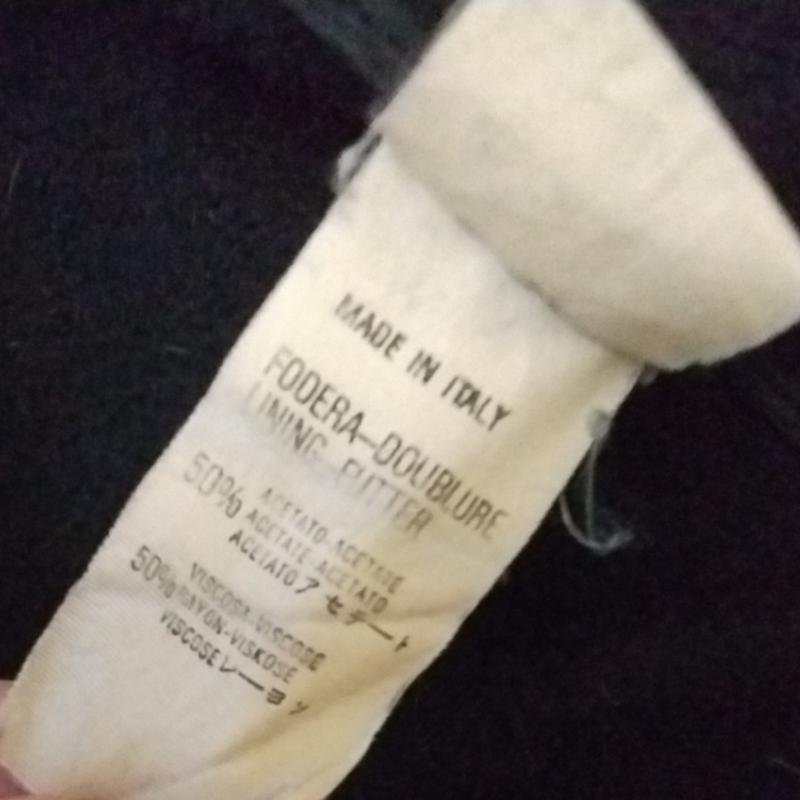 MADE IN ITALY
FODERA-DOUBLURE
LINING-FUTTER
50% ACETATO-ACETATE
ACETATE-ACETATO
ACETATO アセテート
50% VISCOSA-VISCOSE
RAYON-VISKOSE
VISCOSE レーヨン